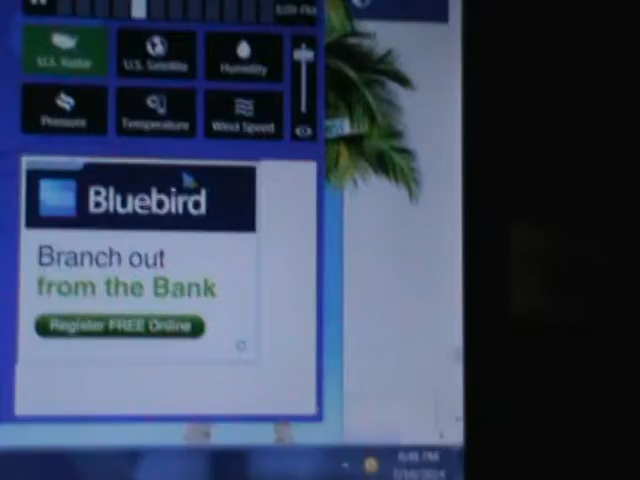 U.S. Radar
U.S. Satellite
Humidity
Pressure
Temperature
Wind Speed
Bluebird
Branch out
from the Bank
Register FREE Online